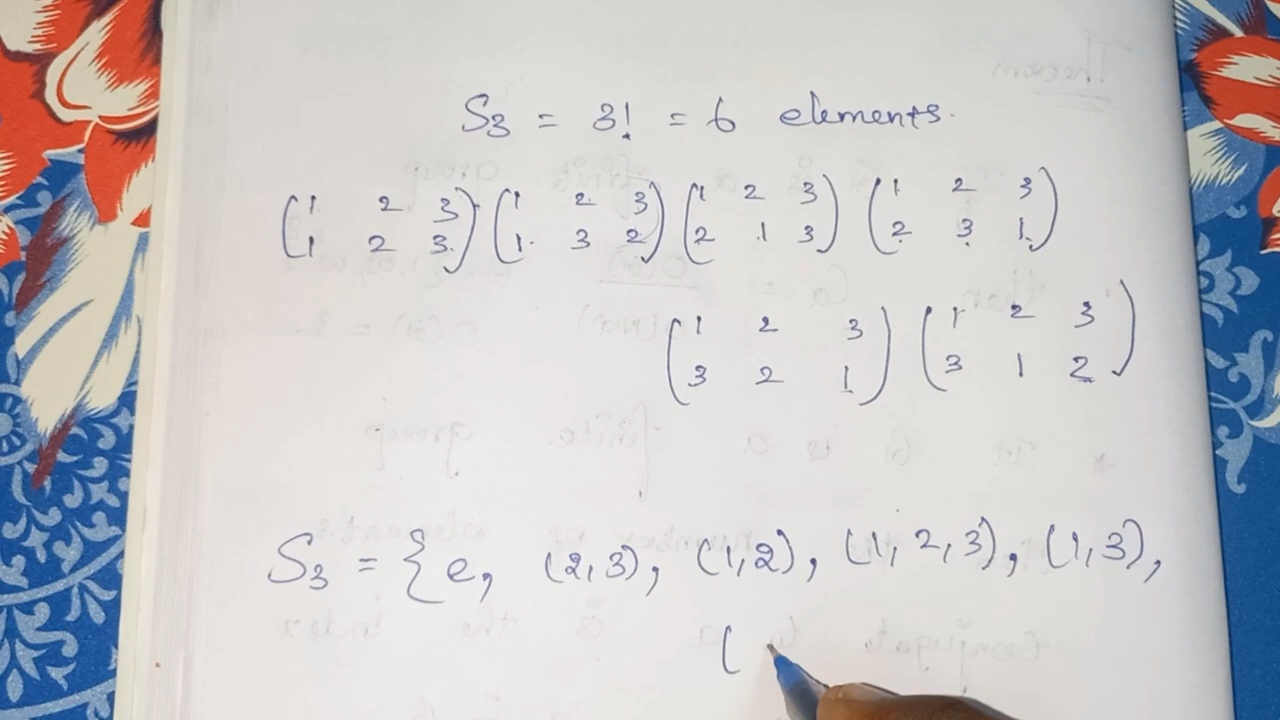 S3 = 3! = 6 elements.
(1 2 3) (1 2 3) (1 2 3) (1 2 3)
(1 2 3) (1 3 2) (2 1 3) (2 3 1)
(1 2 3) (1 2 3)
(3 2 1) (3 1 2)
S3 = {e, (2,3), (1,2), (1,2,3), (1,3),
(